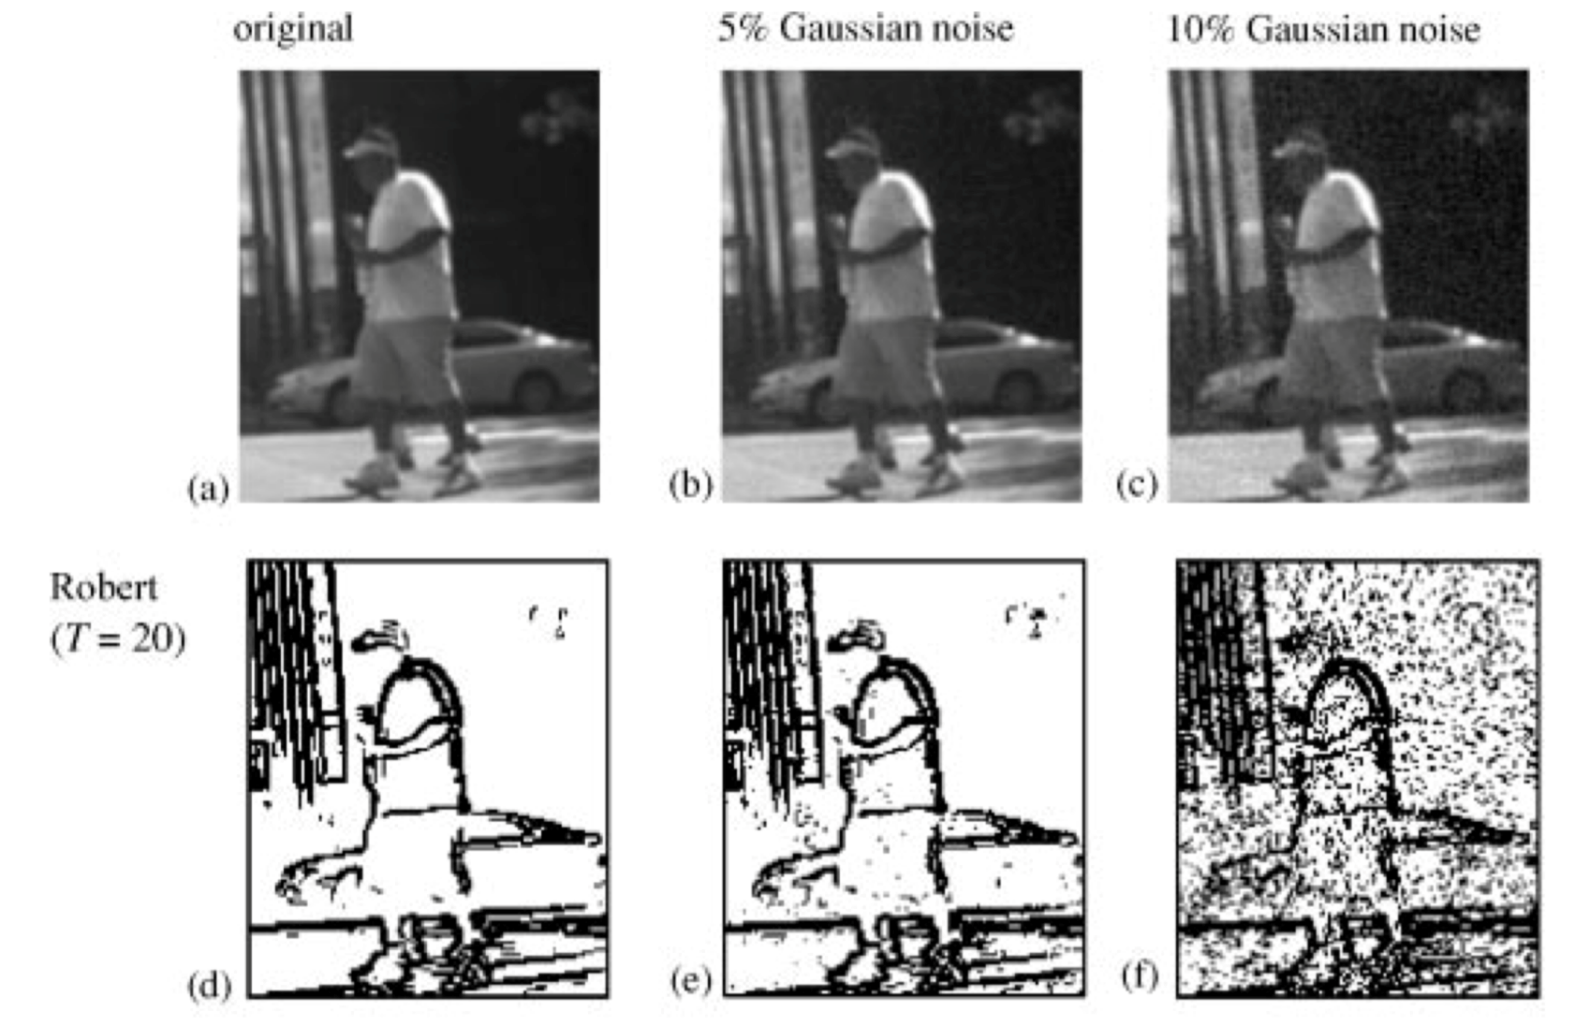 original
5% Gaussian noise
10% Gaussian noise
(a)
(b)
(c)
Robert
(T = 20)
(d)
(e)
(f)